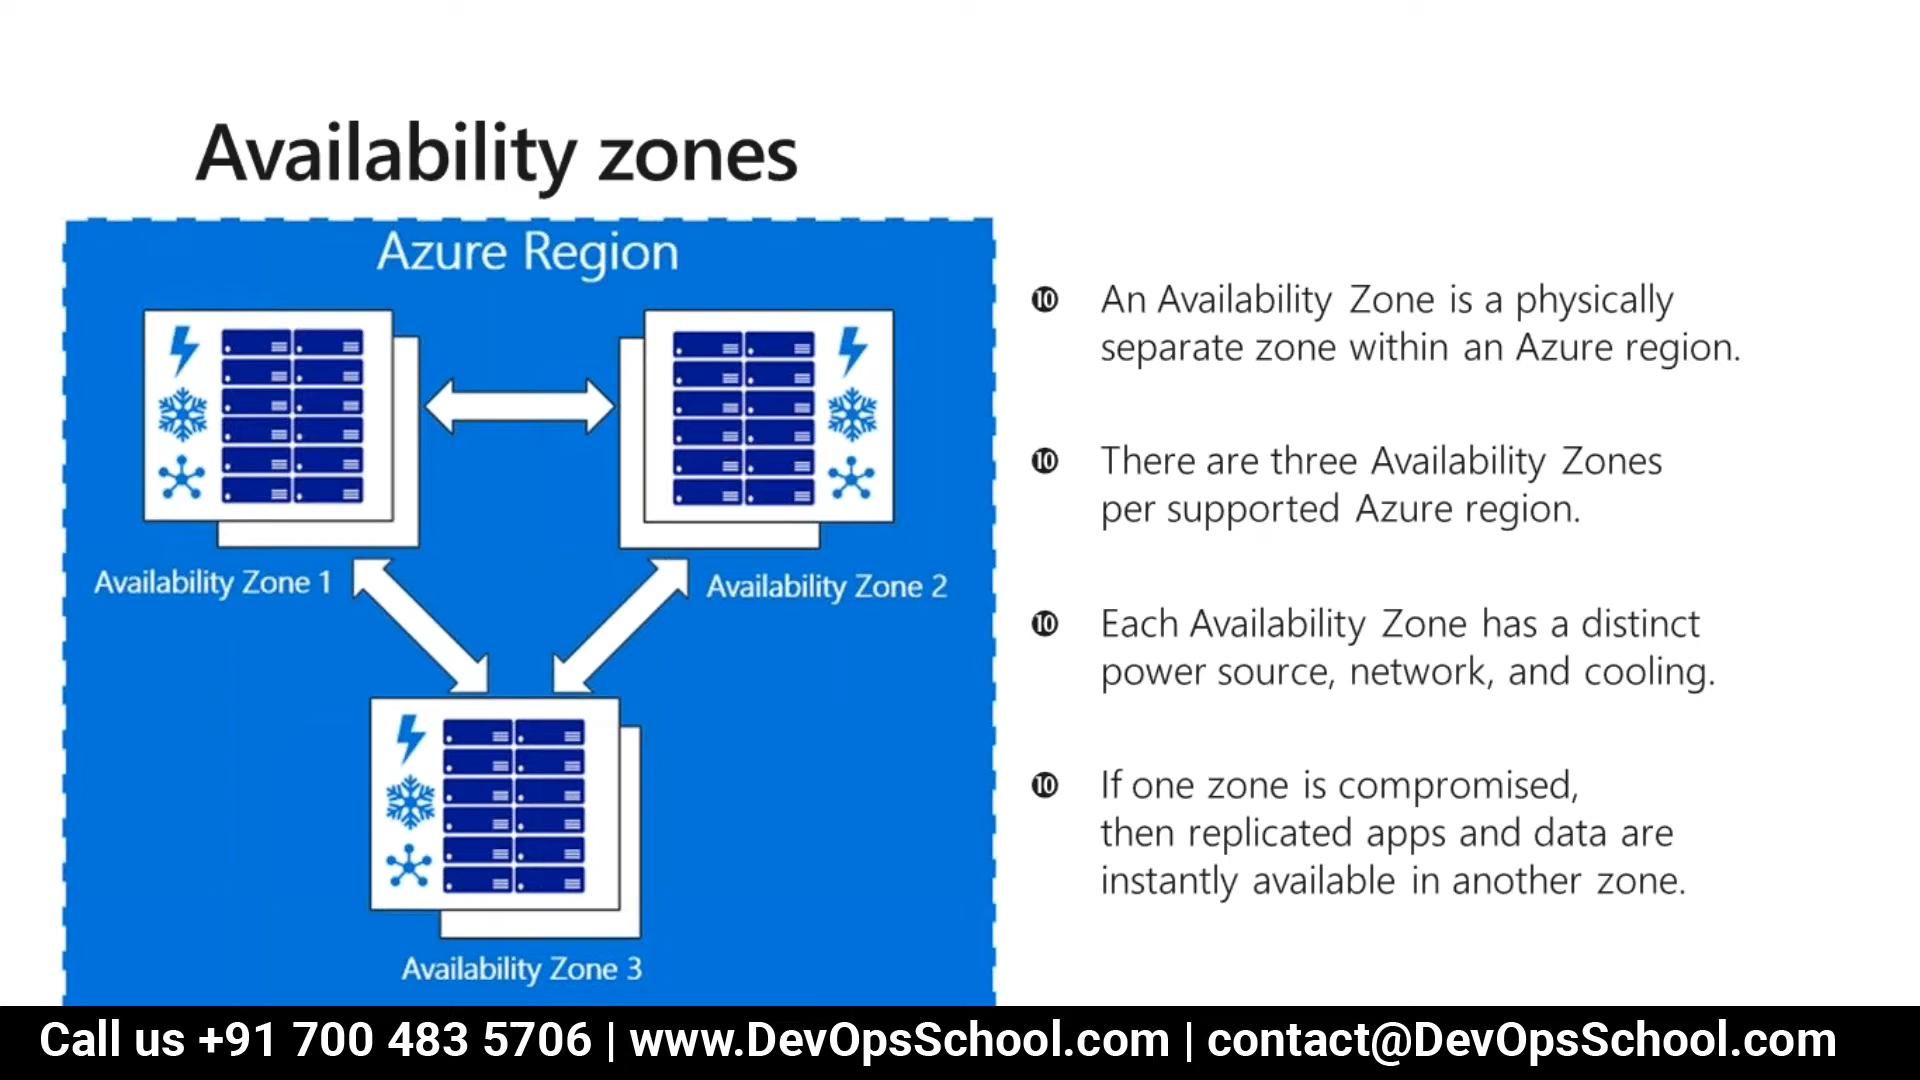 Availability zones
Azure Region
Availability Zone 1
Availability Zone 2
Availability Zone 3
❿ An Availability Zone is a physically
separate zone within an Azure region.
❿ There are three Availability Zones
per supported Azure region.
❿ Each Availability Zone has a distinct
power source, network, and cooling.
❿ If one zone is compromised,
then replicated apps and data are
instantly available in another zone.
Call us +91 700 483 5706 | www.DevOpsSchool.com | contact@DevOpsSchool.com